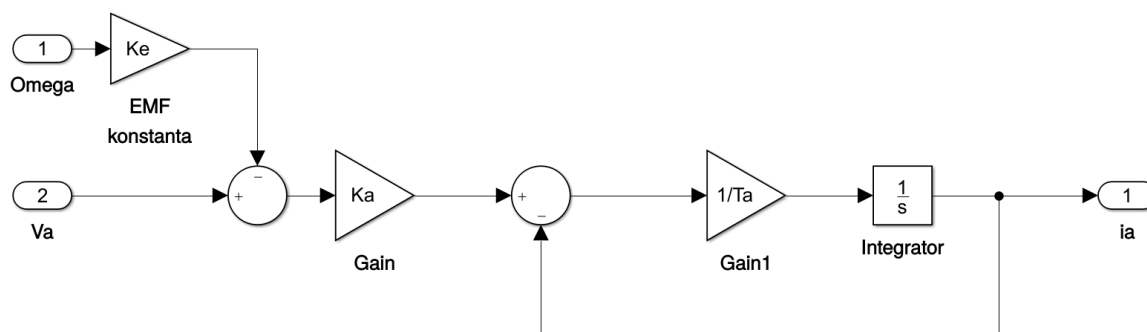 1
Omega
Ke
EMF
konstanta
2
Va
+
−
Ka
Gain
+
−
1/Ta
Gain1
1
s
Integrator
1
ia